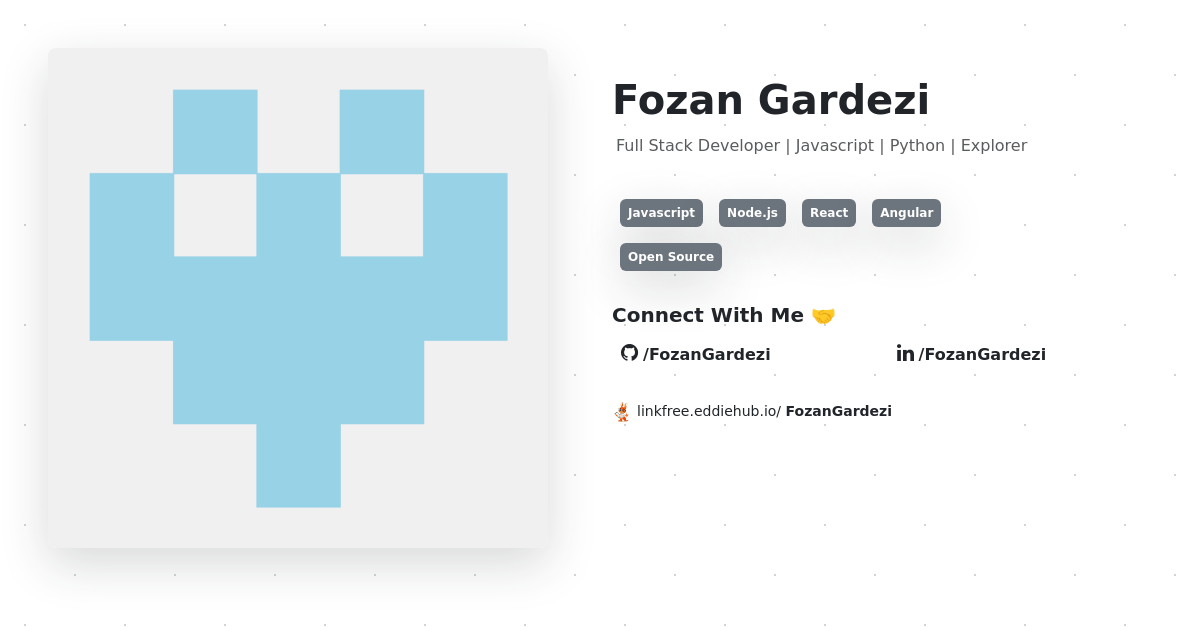 Fozan Gardezi
Full Stack Developer | Javascript | Python | Explorer
Javascript Node.js React Angular
Open Source
Connect With Me 🤝
/FozanGardezi /FozanGardezi
linkfree.eddiehub.io/ FozanGardezi